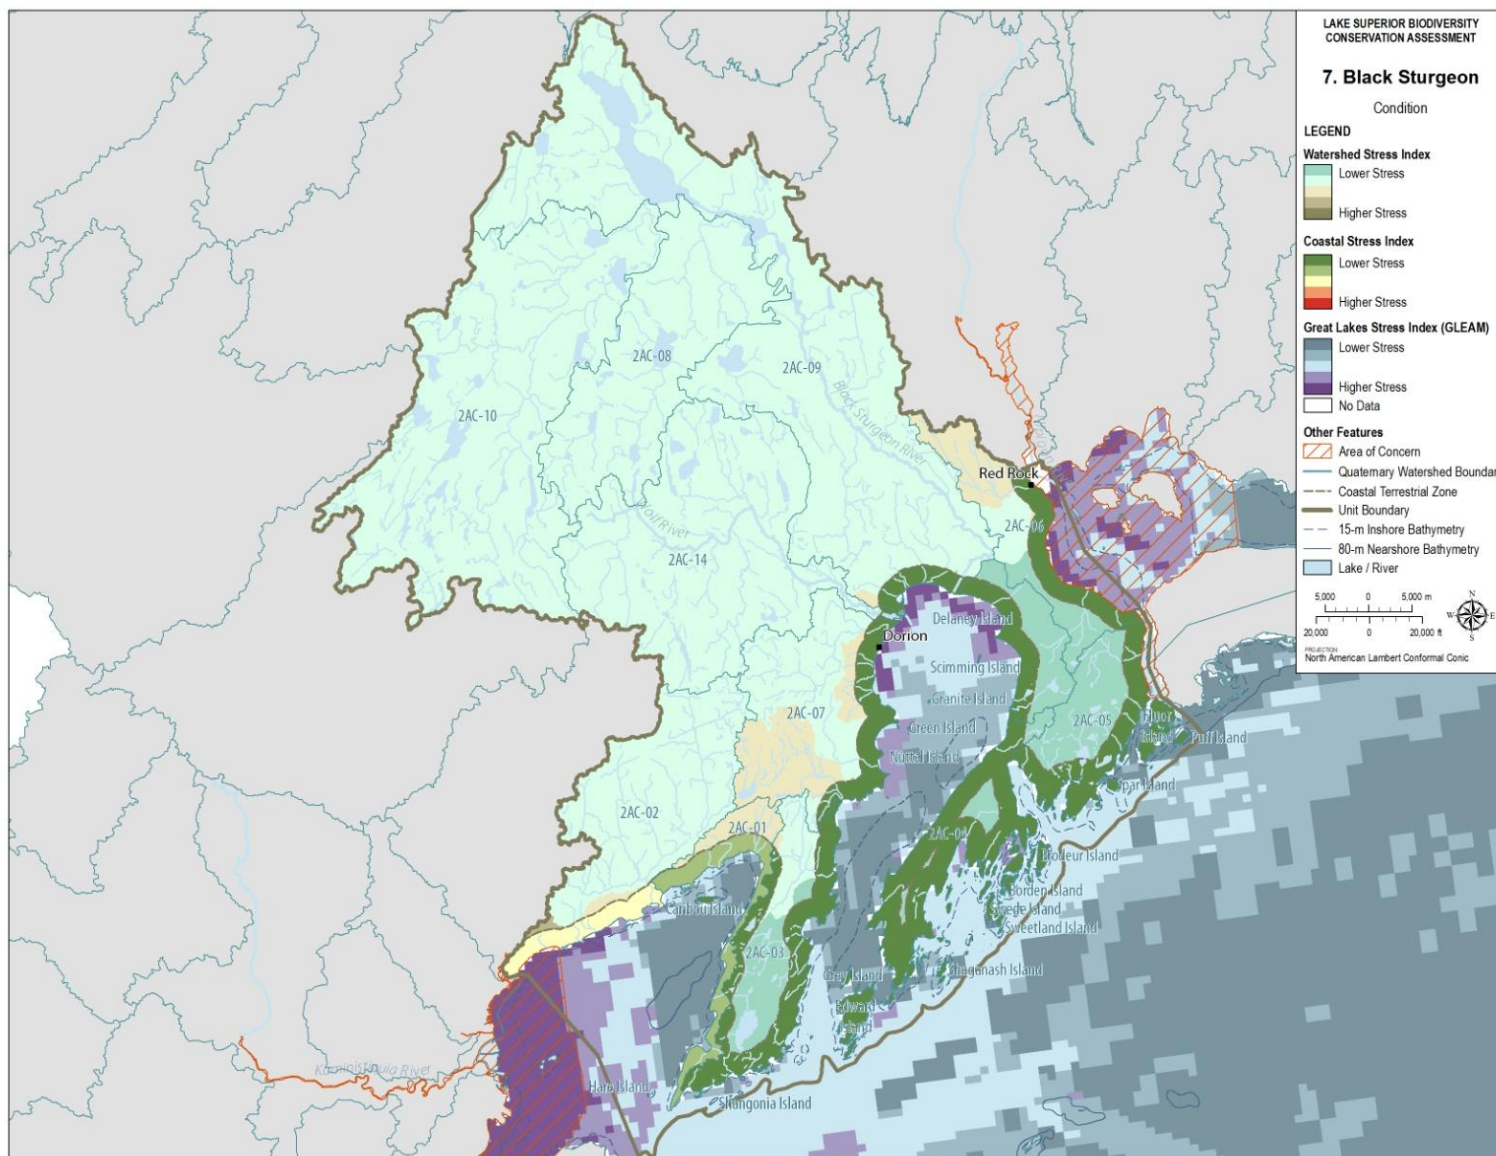 LAKE SUPERIOR BIODIVERSITY
CONSERVATION ASSESSMENT
7. Black Sturgeon
Condition
LEGEND
Watershed Stress Index
Lower Stress
Higher Stress
Coastal Stress Index
Lower Stress
Higher Stress
Great Lakes Stress Index (GLEAM)
Lower Stress
Higher Stress
No Data
Other Features
Area of Concern
Quaternary Watershed Boundar
Coastal Terrestrial Zone
Unit Boundary
15-m Inshore Bathymetry
80-m Nearshore Bathymetry
Lake / River
5,000 0 5,000 m
20,000 0 20,000 ft
N
W E
S
PROJECTION
North American Lambert Conformal Conic
2AC-08
2AC-09
2AC-10
Black Sturgeon River
Red Rock
Wolf River
2AC-06
2AC-14
Delaney Island
Dorion
Scimming Island
Granite Island
2AC-07
2AC-05
Fluor
Island
Green Island
Puff Island
Nuttal Island
Spar Island
2AC-02
2AC-01
2AC-04
Brodeur Island
Borden Island
Caribou Island
Swede Island
Sweetland Island
2AC-03
Grey Island
Shaganash Island
Edward
Island
Kaministiquia River
Hare Island
Shangonia Island